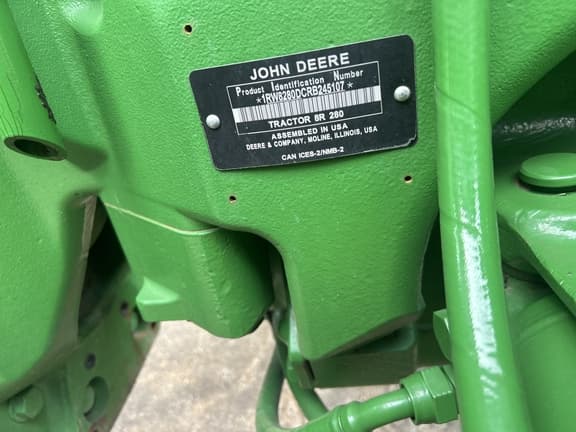 JOHN DEERE
Product Identification Number
*1RW8280DCRB245107*
TRACTOR 8R 280
ASSEMBLED IN USA
DEERE & COMPANY, MOLINE, ILLINOIS, USA
CAN ICES-2/NMB-2